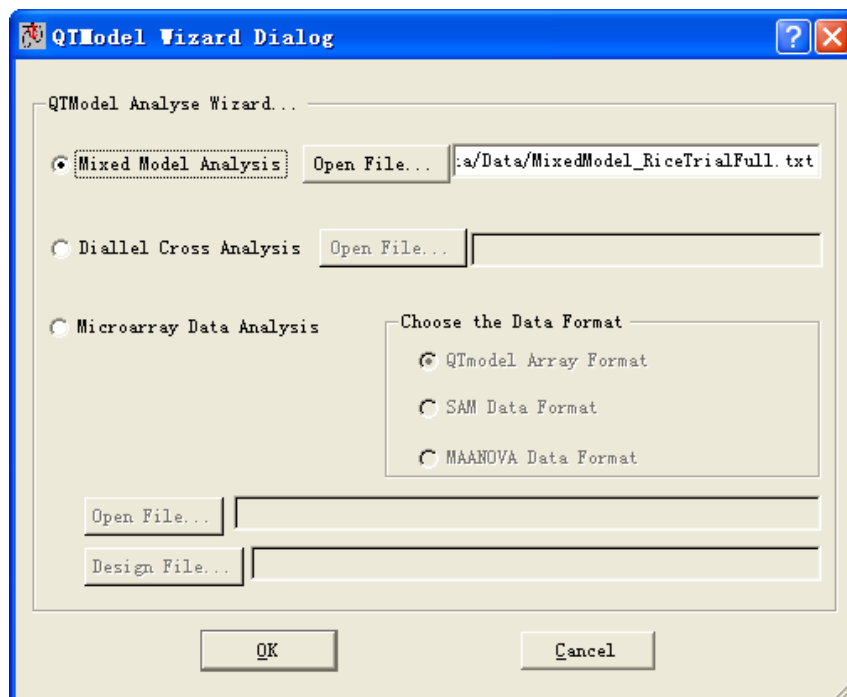 QTModel Wizard Dialog
QTModel Analyse Wizard...
Mixed Model Analysis Open File... :a/Data/MixedModel_RiceTrialFull.txt
Diallel Cross Analysis Open File...
Microarray Data Analysis Choose the Data Format
QTmodel Array Format
SAM Data Format
MAANOVA Data Format
Open File...
Design File...
OK Cancel